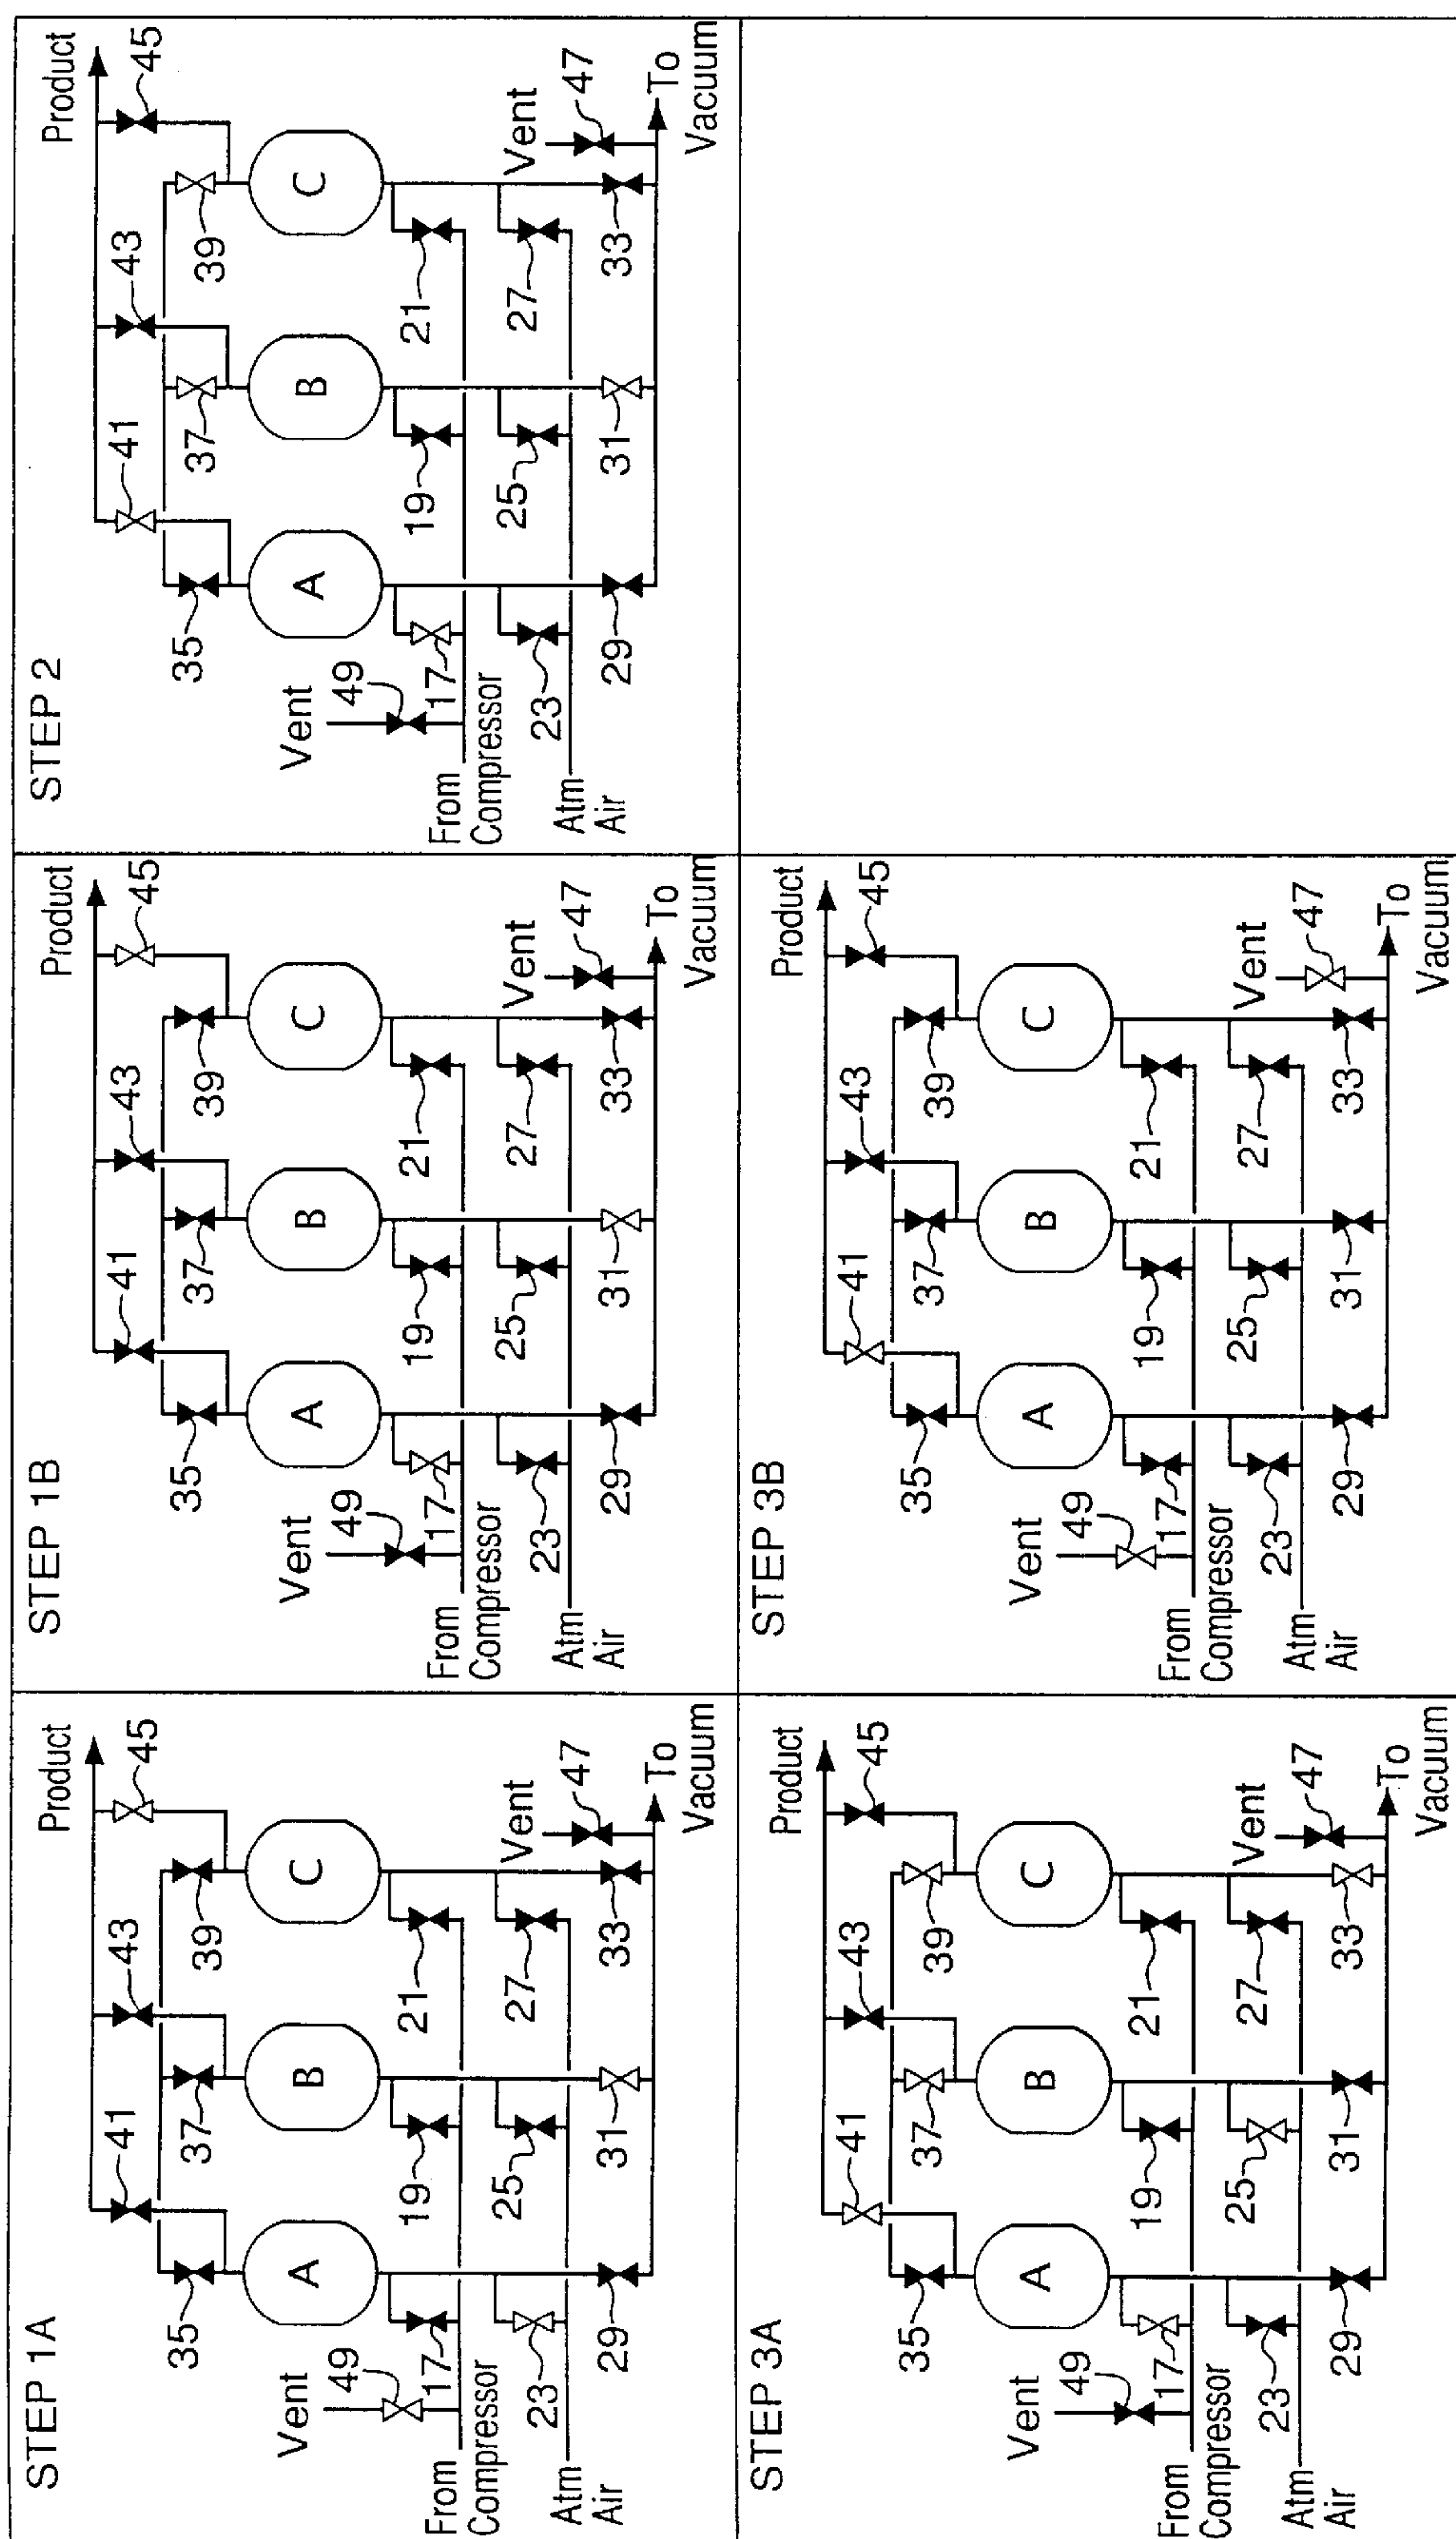 STEP 1A
Product
45
43
41
39
37
35
C
B
A
Vent
49
21
19
17
Vent
47
27
25
23
From
Compressor
33
31
29
To
Vacuum
Atm
Air
STEP 1B
Product
45
43
41
39
37
35
C
B
A
Vent
49
21
19
17
Vent
47
27
25
23
From
Compressor
33
31
29
To
Vacuum
Atm
Air
STEP 2
Product
45
43
41
39
37
35
C
B
A
Vent
49
21
19
17
Vent
47
27
25
23
From
Compressor
33
31
29
To
Vacuum
Atm
Air
STEP 3A
Product
45
43
41
39
37
35
C
B
A
Vent
49
21
19
17
Vent
47
27
25
23
From
Compressor
33
31
29
To
Vacuum
Atm
Air
STEP 3B
Product
45
43
41
39
37
35
C
B
A
Vent
49
21
19
17
Vent
47
27
25
23
From
Compressor
33
31
29
To
Vacuum
Atm
Air